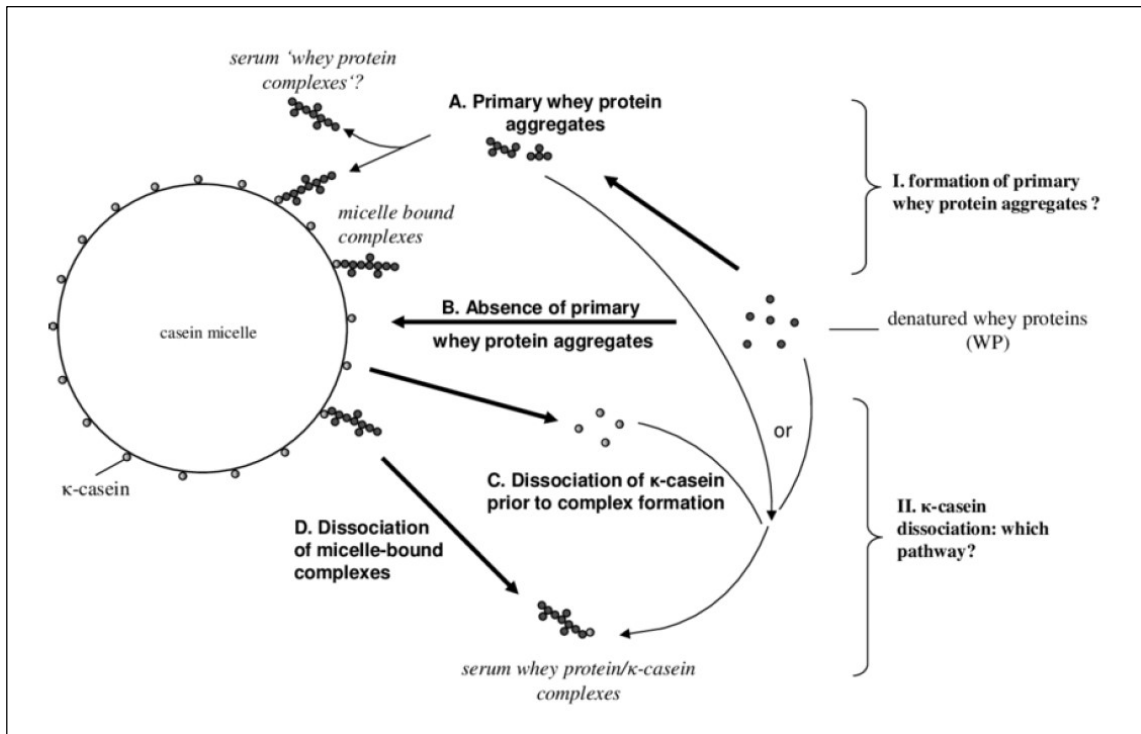 serum ‘whey protein
complexes‘?
A. Primary whey protein
aggregates
I. formation of primary
whey protein aggregates ?
micelle bound
complexes
B. Absence of primary
whey protein aggregates
casein micelle
denatured whey proteins
(WP)
or
κ-casein
C. Dissociation of κ-casein
prior to complex formation
D. Dissociation
of micelle-bound
complexes
II. κ-casein
dissociation: which
pathway?
serum whey protein/κ-casein
complexes